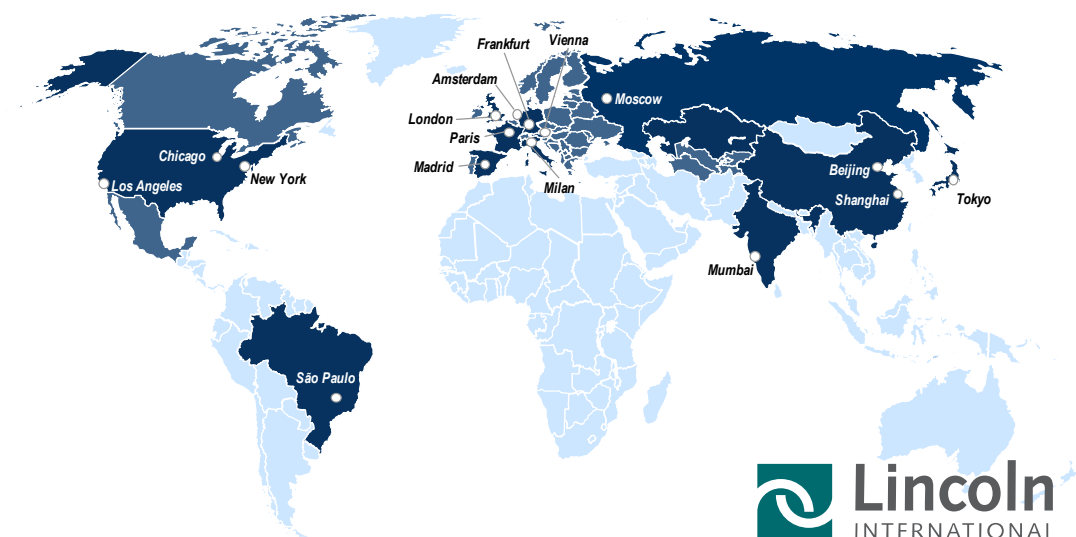 Vienna
Frankfurt
Amsterdam
London
Paris
Madrid
Milan
Moscow
Chicago
New York
Los Angeles
Beijing
Shanghai
Tokyo
Mumbai
São Paulo
Lincoln
INTERNATIONAL